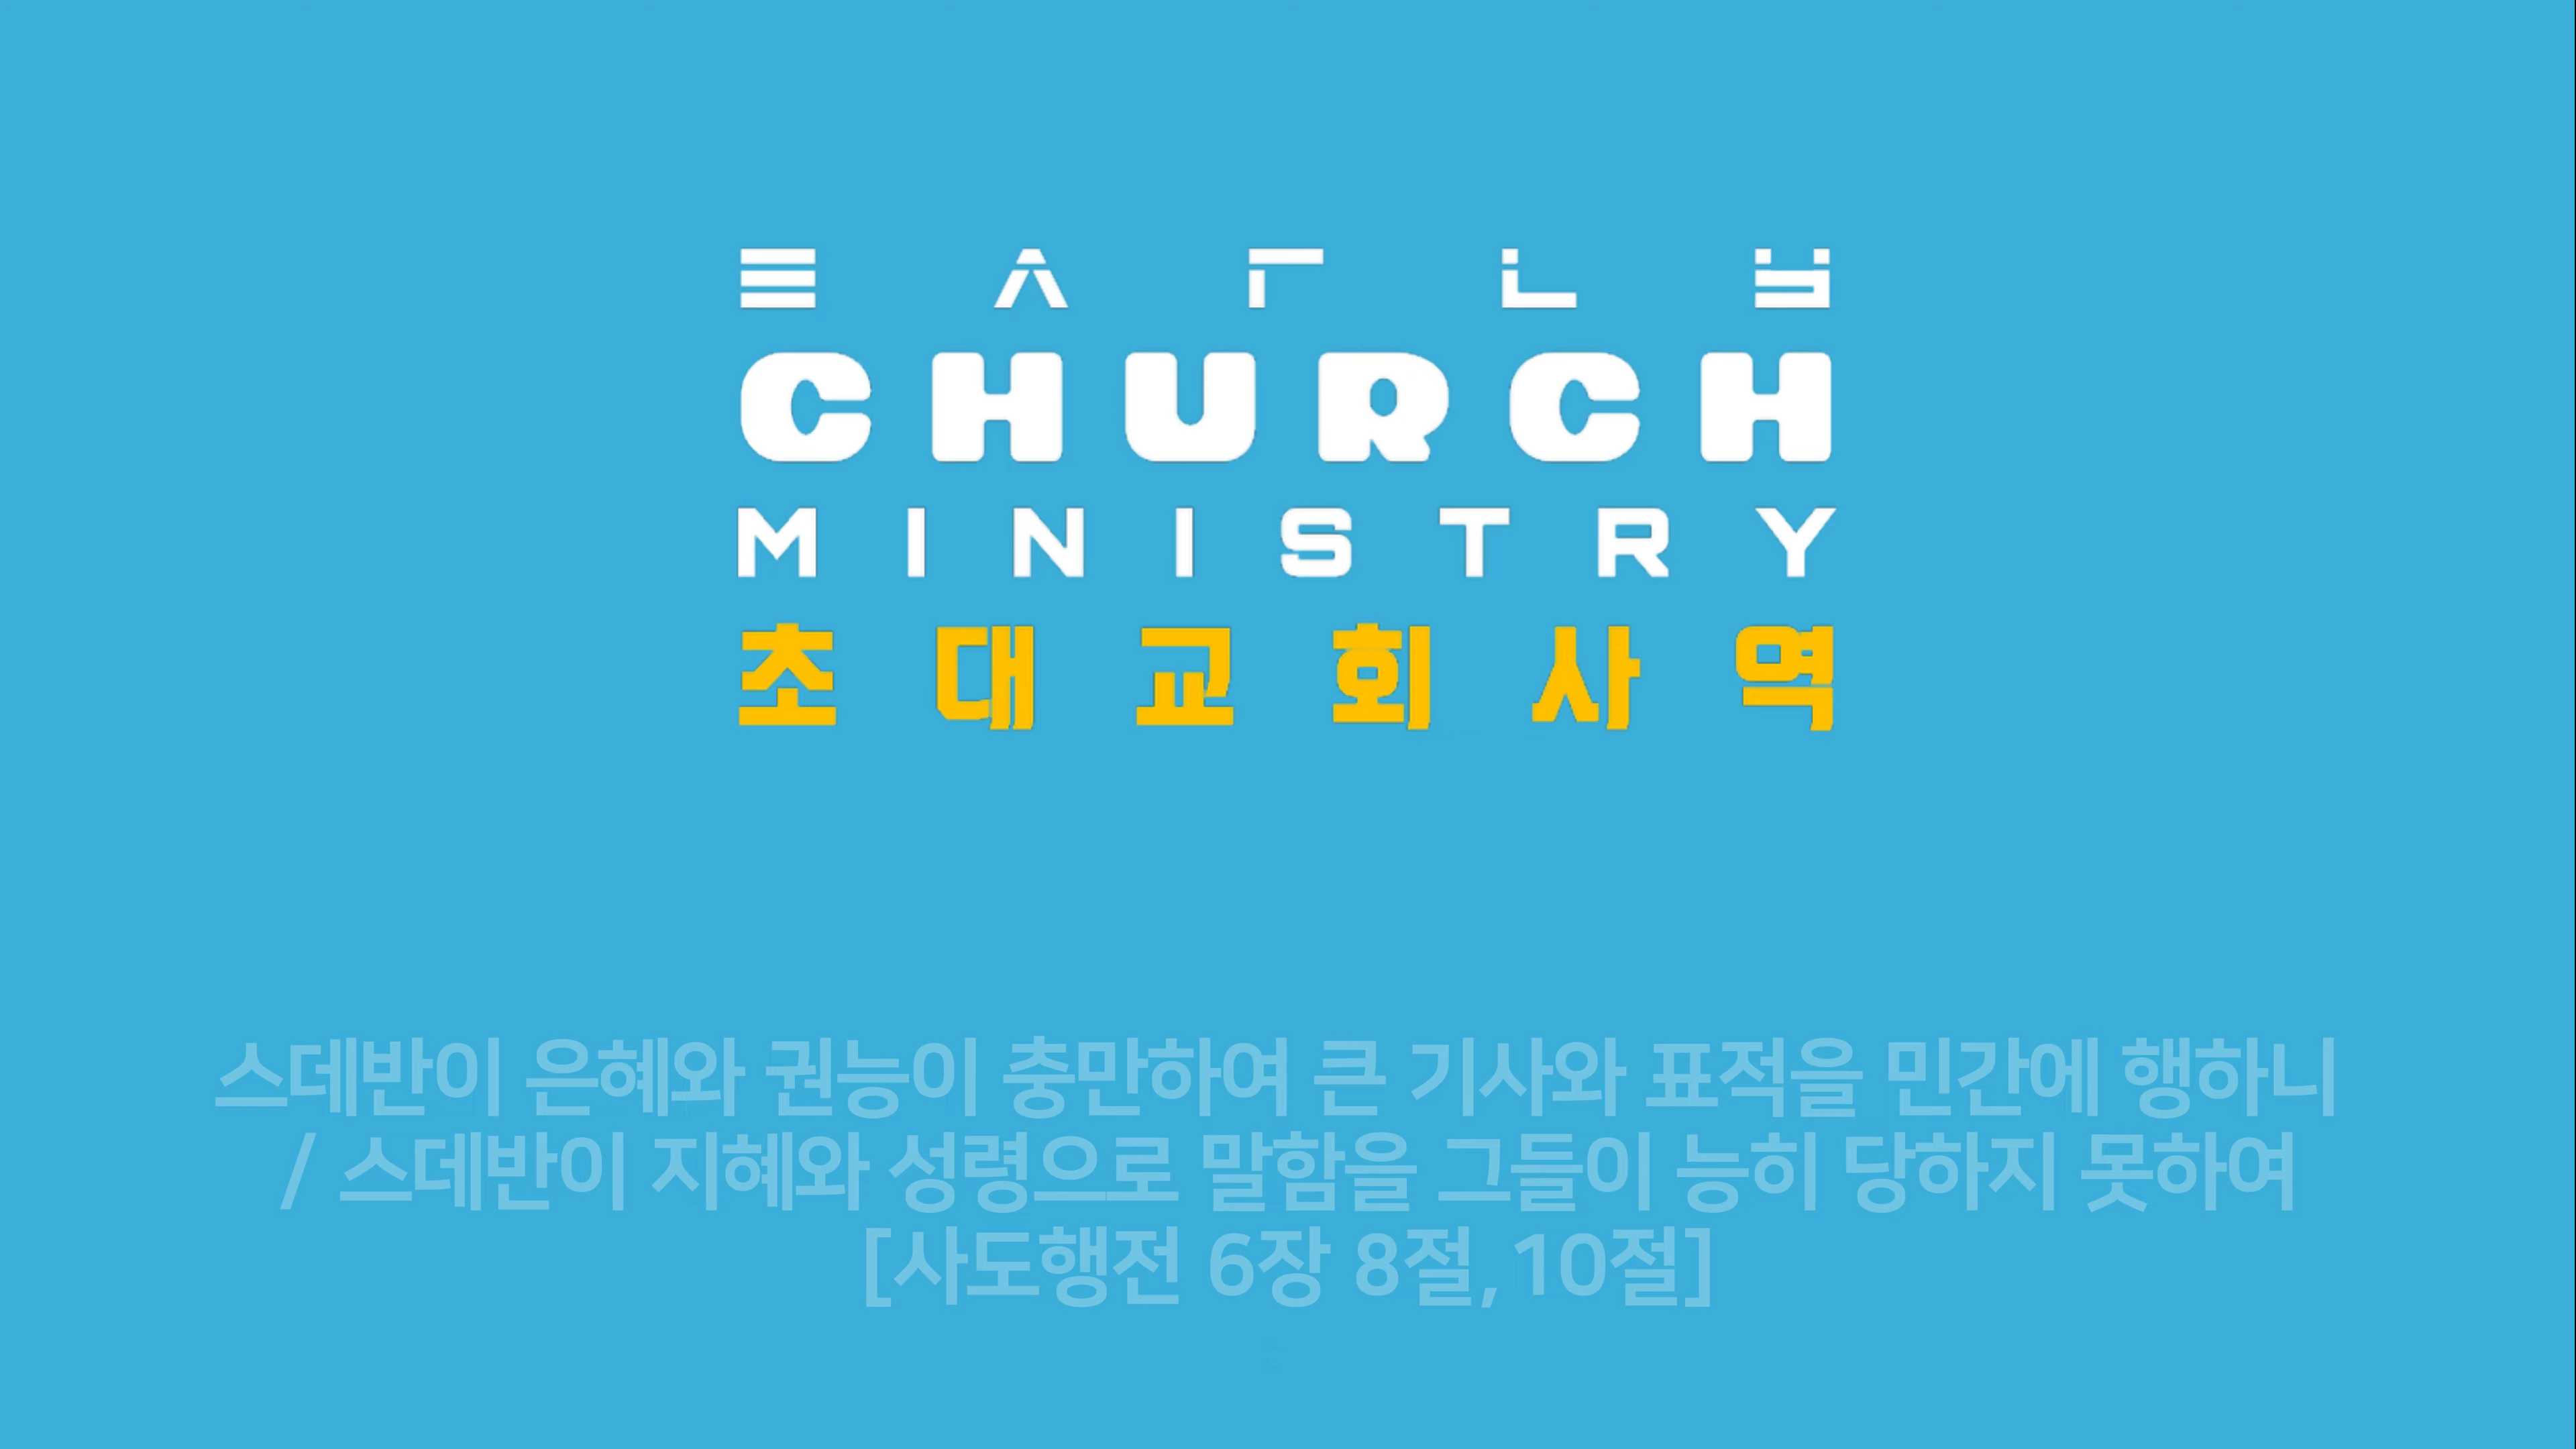 EARLY
CHURCH
MINISTRY
초대교회사역
스데반이 은혜와 권능이 충만하여 큰 기사와 표적을 민간에 행하니
/ 스데반이 지혜와 성령으로 말함을 그들이 능히 당하지 못하여
[사도행전 6장 8절,10절]